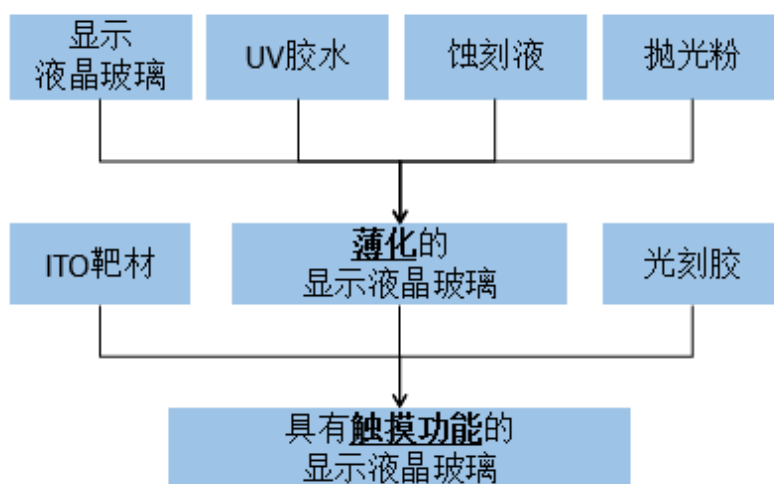 显示
液晶玻璃
UV胶水
蚀刻液
抛光粉
ITO靶材
薄化的
显示液晶玻璃
光刻胶
具有触摸功能的
显示液晶玻璃